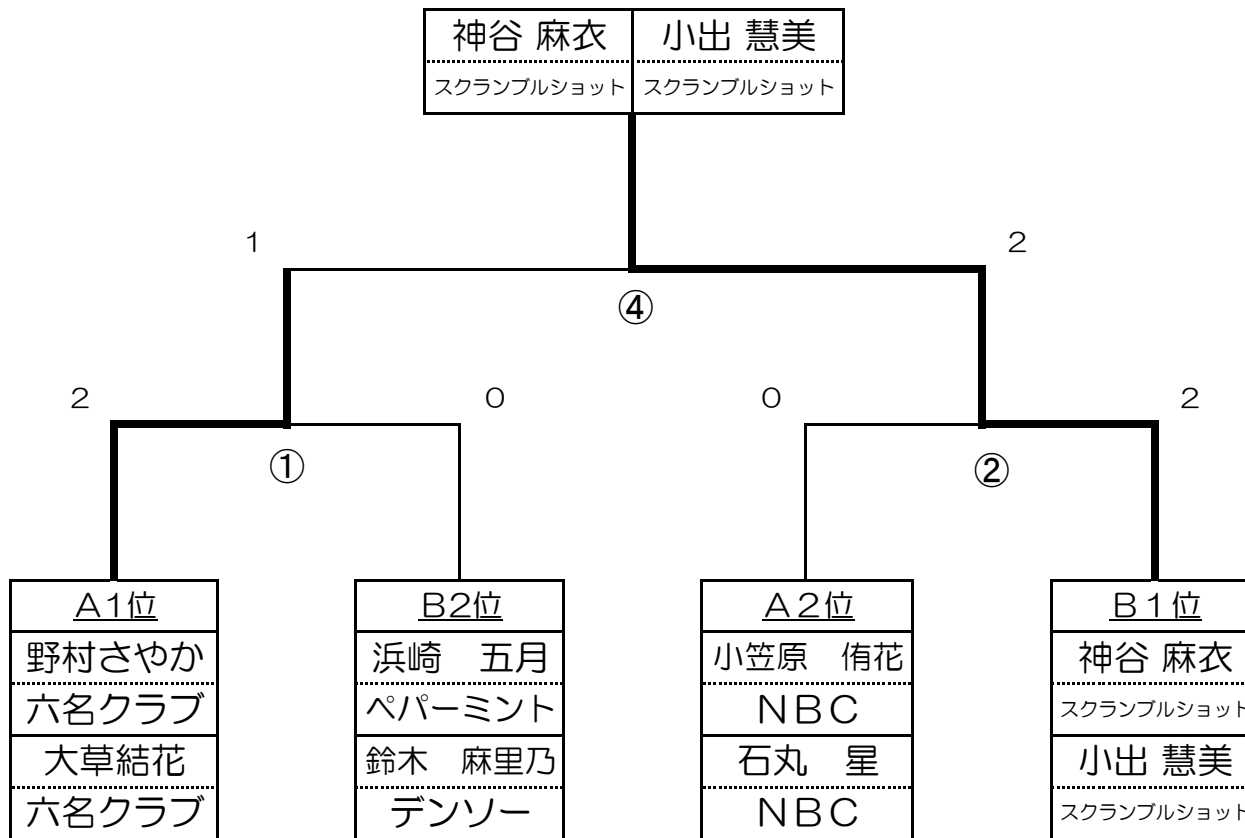 神谷 麻衣 小出 慧美
スクランブルショット スクランブルショット
1 2
④
2 0 0 2
① ②
A1位 B2位 A2位 B1位
野村さやか 浜崎 五月 小笠原 侑花 神谷 麻衣
六名クラブ ペパーミント NBC スクランブルショット
大草結花 鈴木 麻里乃 石丸 星 小出 慧美
六名クラブ デンソー NBC スクランブルショット